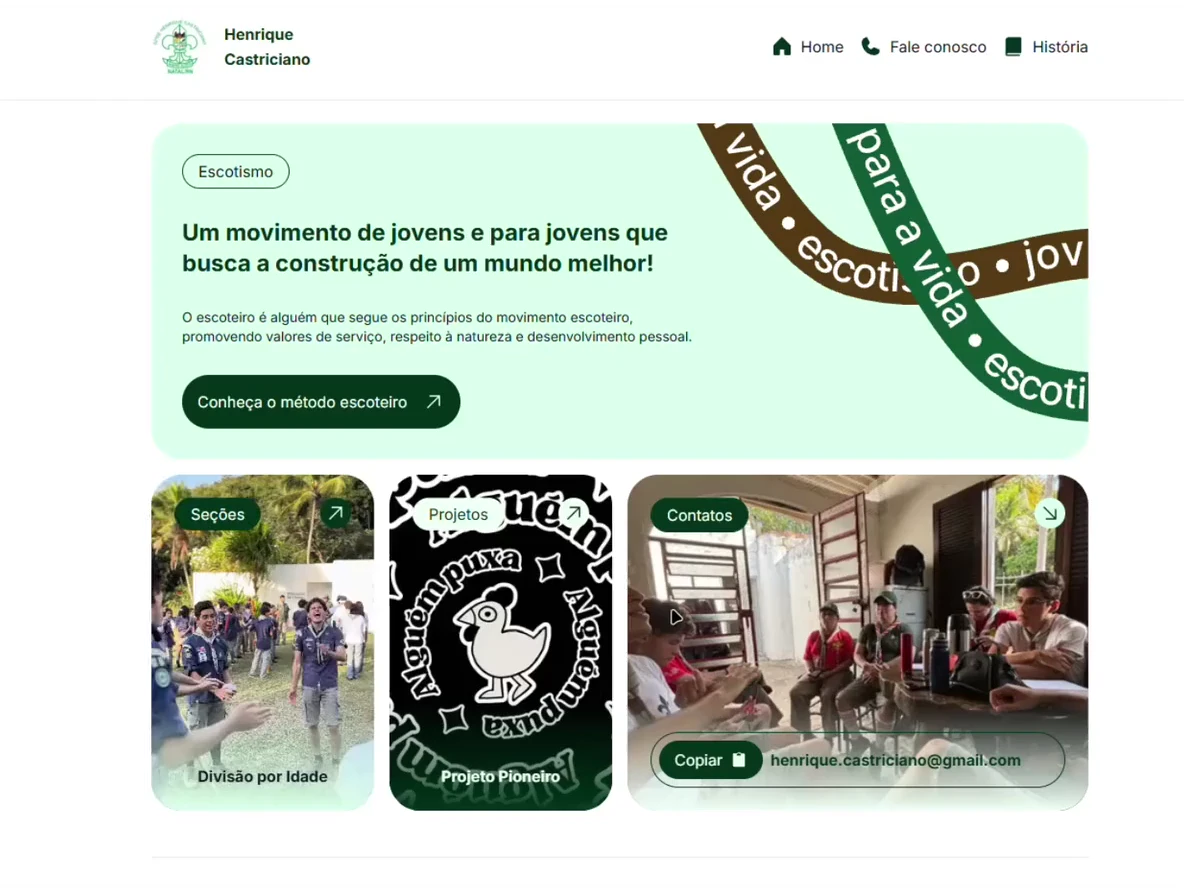 Henrique
Castriciano
NATAL/RN
Home
Fale conosco
História
Escotismo
Um movimento de jovens e para jovens que
busca a construção de um mundo melhor!
O escoteiro é alguém que segue os princípios do movimento escoteiro,
promovendo valores de serviço, respeito à natureza e desenvolvimento pessoal.
Conheça o método escoteiro
vida • escotismo • jov
para a vida • escoti
Seções
Divisão por Idade
Projetos
Alguém puxa
Alguém puxa
Projeto Pioneiro
Contatos
Copiar
henrique.castriciano@gmail.com